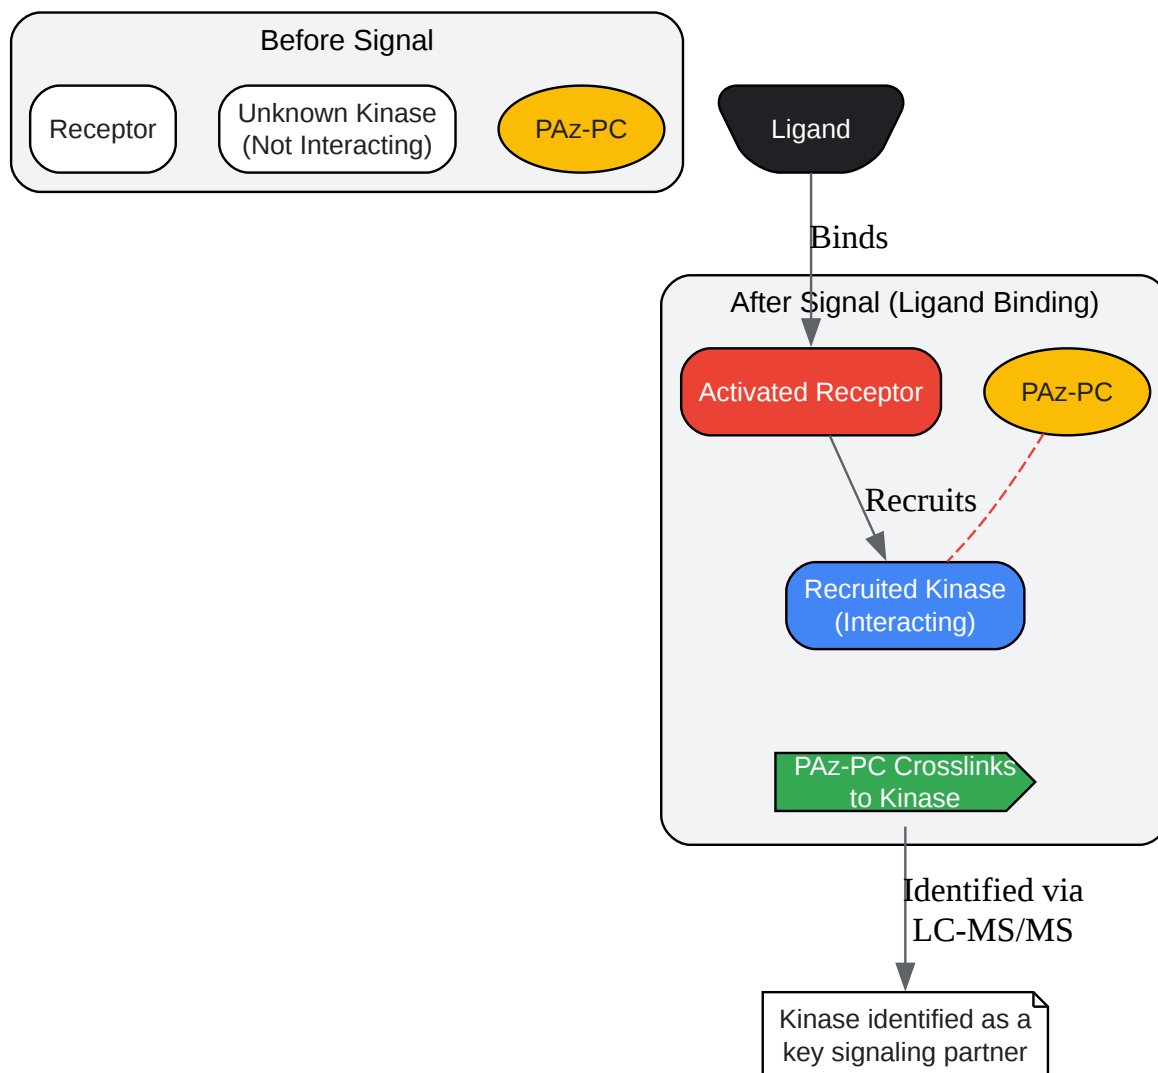 Before Signal
Receptor
Unknown Kinase
(Not Interacting)
PAz-PC
Ligand
Binds
After Signal (Ligand Binding)
Activated Receptor
PAz-PC
Recruits
Recruited Kinase
(Interacting)
PAz-PC Crosslinks
to Kinase
Identified via
LC-MS/MS
Kinase identified as a
key signaling partner